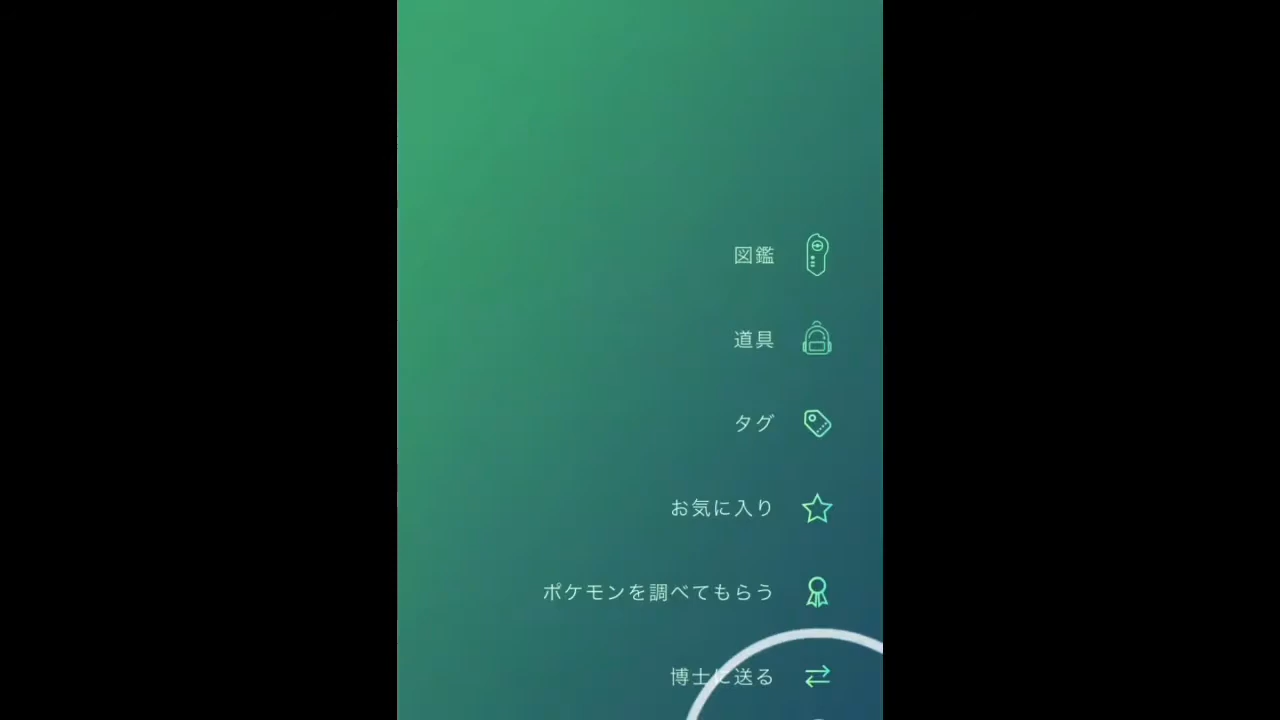 図鑑
道具
タグ
お気に入り
ポケモンを調べてもらう
博士に送る